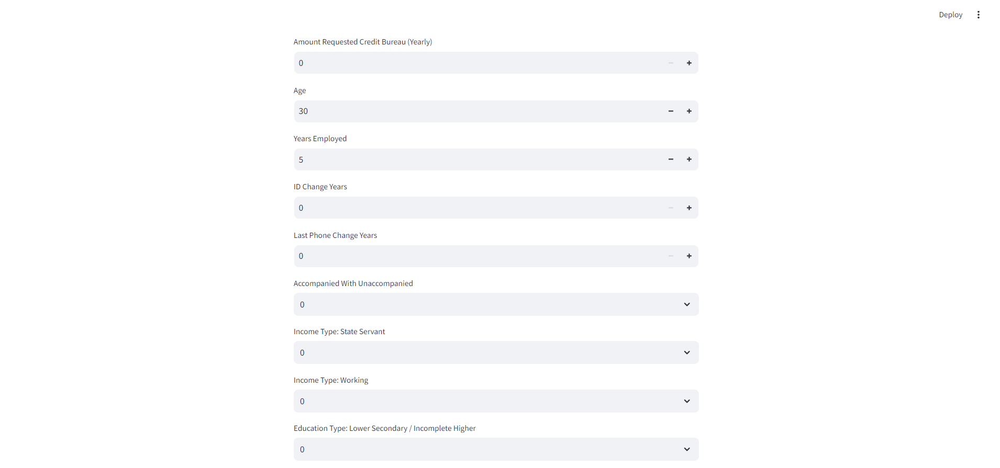 Deploy
Amount Requested Credit Bureau (Yearly)
0
Age
30
Years Employed
5
ID Change Years
0
Last Phone Change Years
0
Accompanied With Unaccompanied
0
Income Type: State Servant
0
Income Type: Working
0
Education Type: Lower Secondary / Incomplete Higher
0